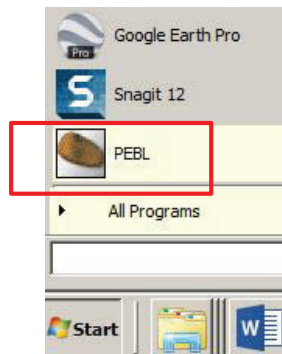 Google Earth Pro
Pro
S
Snagit 12
PEBL
All Programs
Start
W